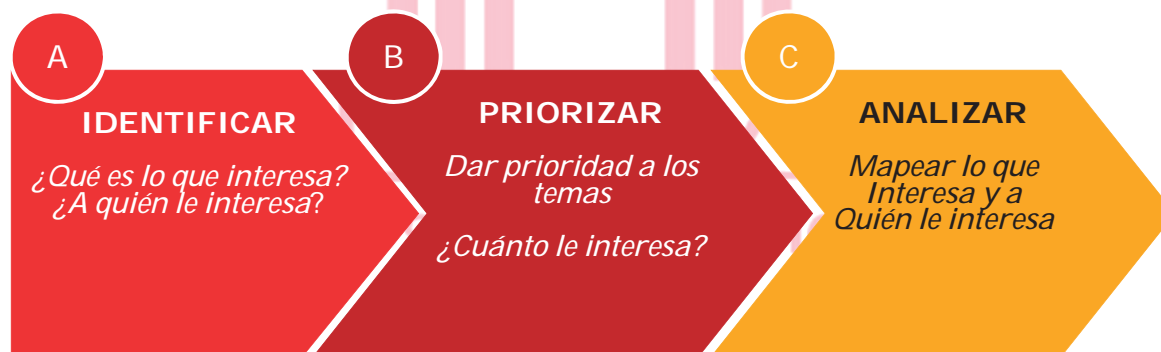 A
IDENTIFICAR
¿Qué es lo que interesa?
¿A quién le interesa?
B
PRIORIZAR
Dar prioridad a los
temas
¿Cuánto le interesa?
C
ANALIZAR
Mapear lo que
Interesa y a
Quién le interesa